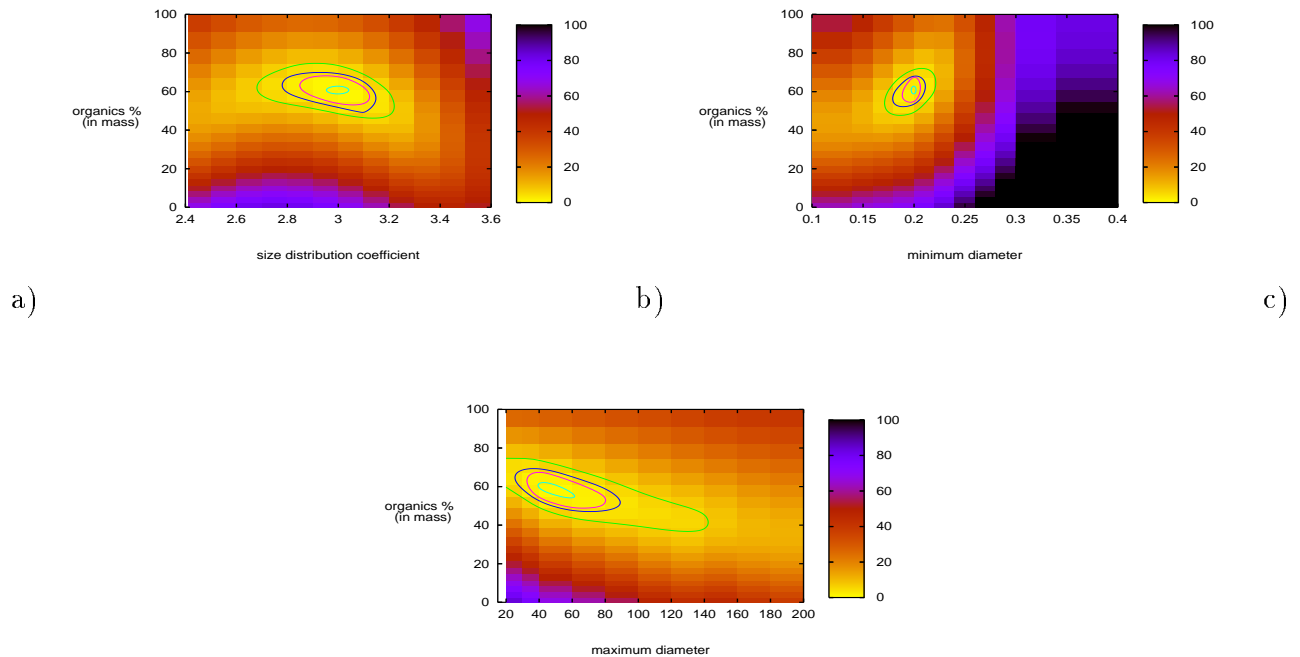 100
80
60
40
20
0
organics %
(in mass)
2.4 2.6 2.8 3 3.2 3.4 3.6
size distribution coefficient
100
80
60
40
20
0
a)
100
80
60
40
20
0
organics %
(in mass)
0.1 0.15 0.2 0.25 0.3 0.35 0.4
minimum diameter
100
80
60
40
20
0
b)
c)
100
80
60
40
20
0
organics %
(in mass)
20 40 60 80 100 120 140 160 180 200
maximum diameter
100
80
60
40
20
0